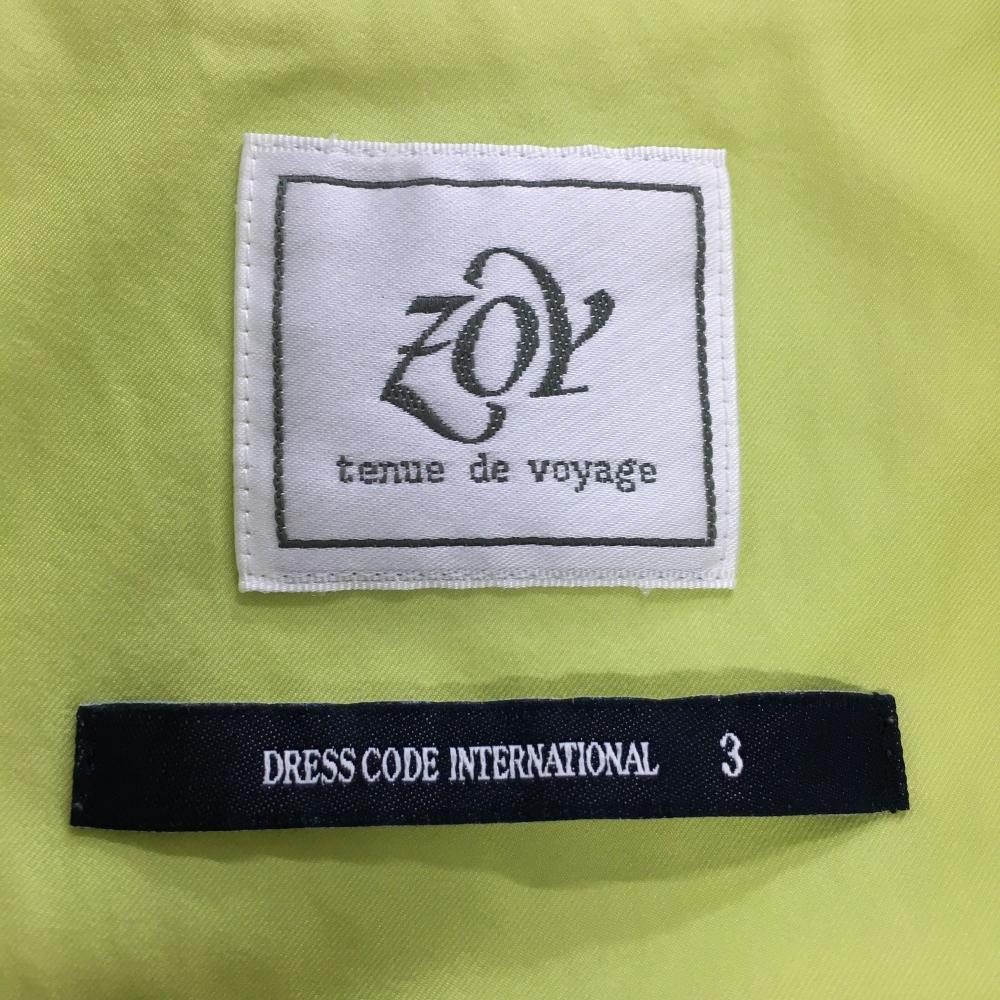 ZOY
tenue de voyage
DRESS CODE INTERNATIONAL 3